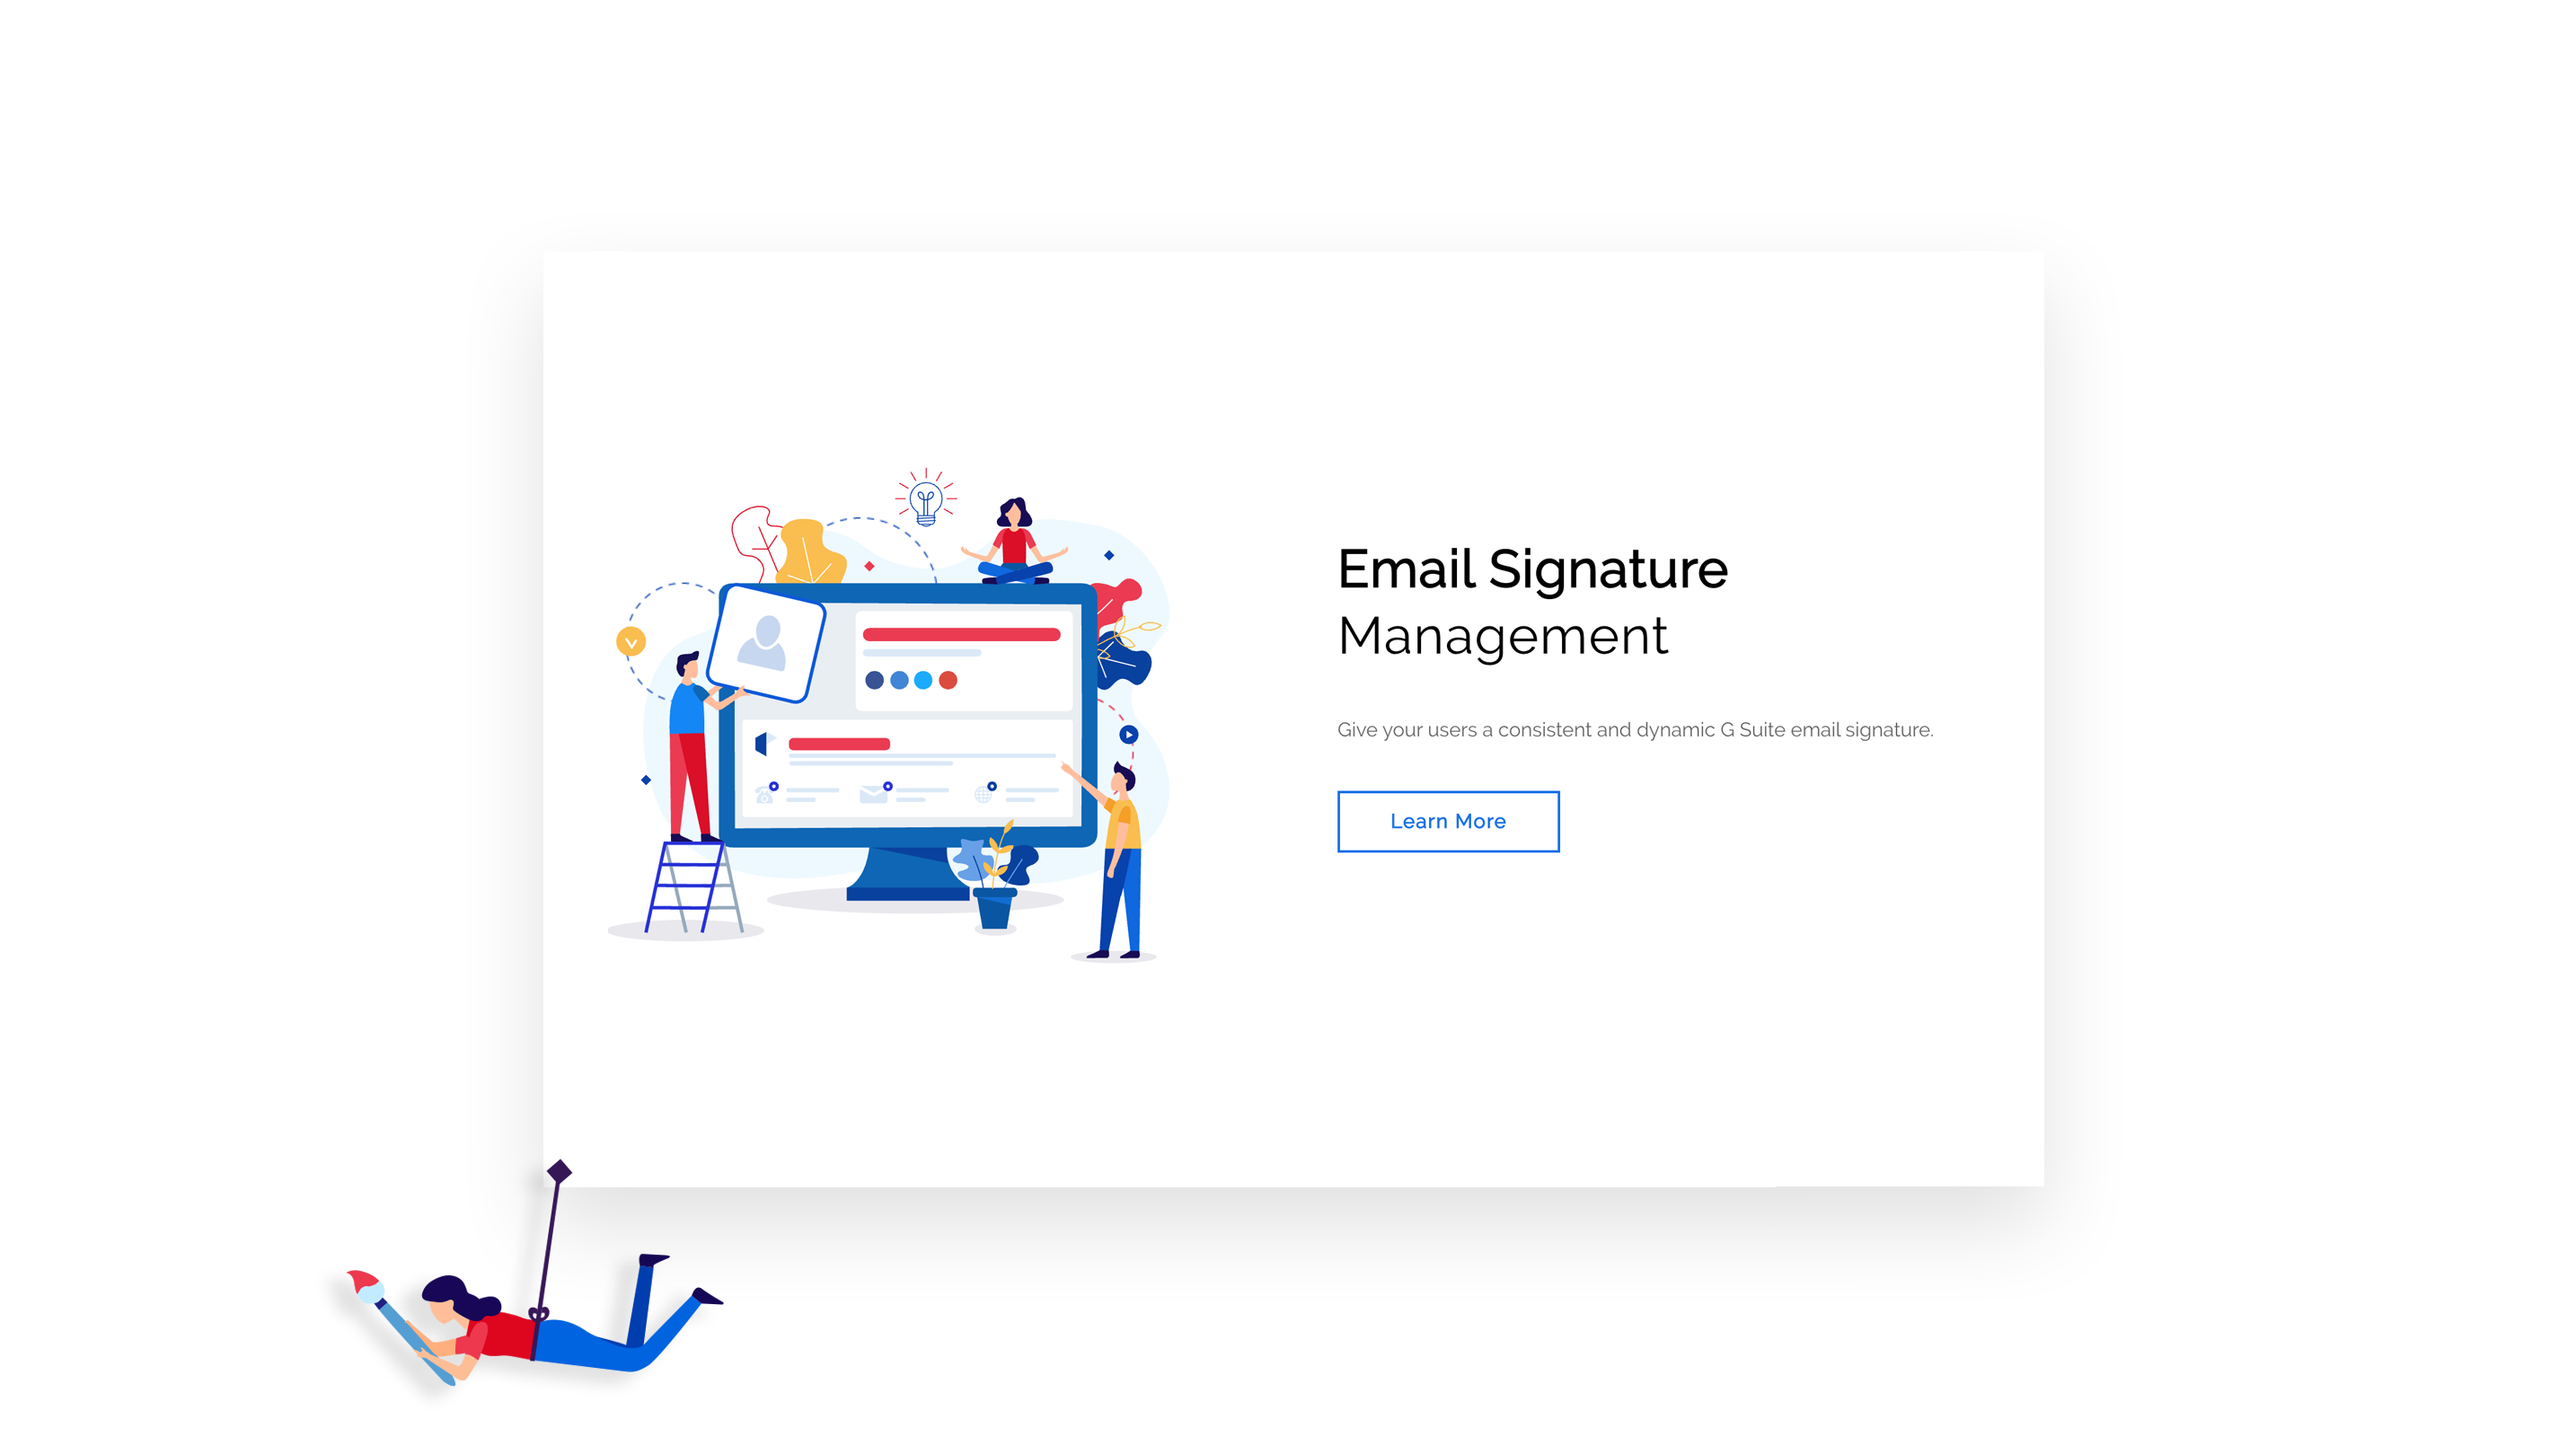 Email Signature
Management
Give your users a consistent and dynamic G Suite email signature.
Learn More